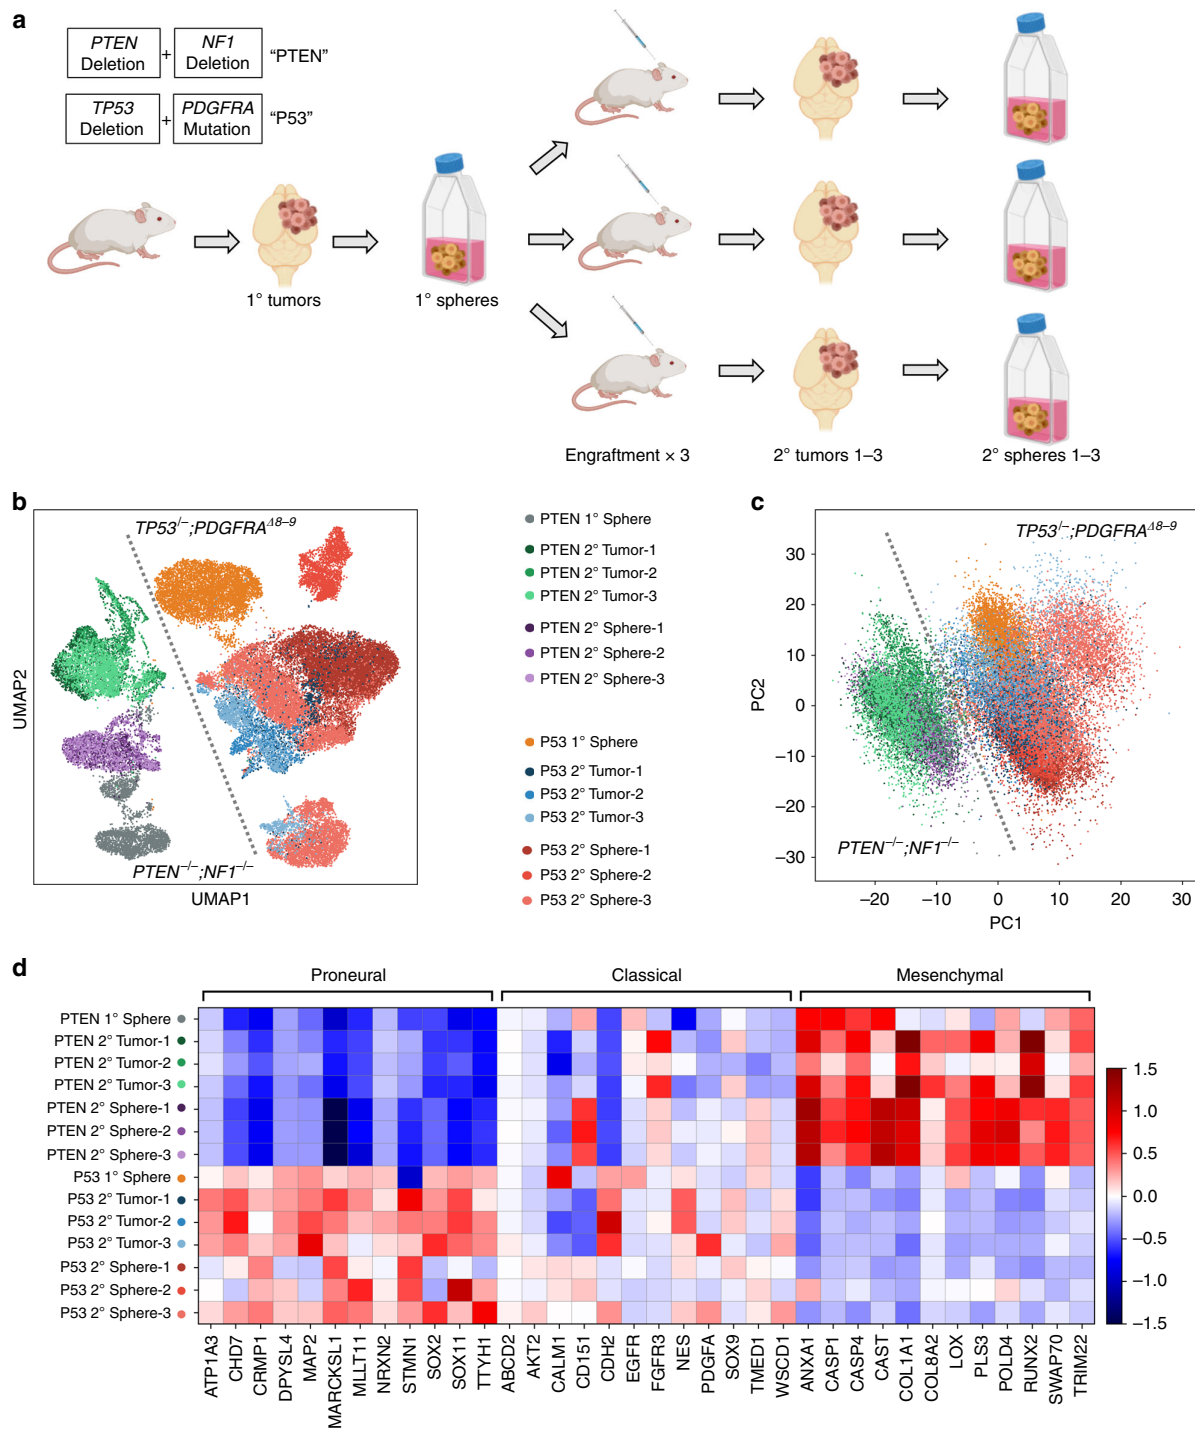 a
PTEN
Deletion
+
NF1
Deletion
“PTEN”
TP53
Deletion
+
PDGFRA
Mutation
“P53”
1° tumors
1° spheres
Engraftment × 3
2° tumors 1–3
2° spheres 1–3
b
TP53/–;PDGFRAΔ8–9
PTEN–/–;NF1–/–
UMAP2
UMAP1
PTEN 1° Sphere
PTEN 2° Tumor-1
PTEN 2° Tumor-2
PTEN 2° Tumor-3
PTEN 2° Sphere-1
PTEN 2° Sphere-2
PTEN 2° Sphere-3
P53 1° Sphere
P53 2° Tumor-1
P53 2° Tumor-2
P53 2° Tumor-3
P53 2° Sphere-1
P53 2° Sphere-2
P53 2° Sphere-3
c
TP53/–;PDGFRAΔ8–9
PTEN–/–;NF1–/–
PC2
30
20
10
0
–10
–20
–30
–20
–10
0
10
20
30
PC1
d
Proneural
Classical
Mesenchymal
PTEN 1° Sphere
PTEN 2° Tumor-1
PTEN 2° Tumor-2
PTEN 2° Tumor-3
PTEN 2° Sphere-1
PTEN 2° Sphere-2
PTEN 2° Sphere-3
P53 1° Sphere
P53 2° Tumor-1
P53 2° Tumor-2
P53 2° Tumor-3
P53 2° Sphere-1
P53 2° Sphere-2
P53 2° Sphere-3
ATP1A3
CHD7
CRMP1
DPYSL4
MAP2
MARCKSL1
MLLT11
NRXN2
STMN1
SOX2
SOX11
TTYH1
ABCD2
AKT2
CALM1
CD151
CDH2
EGFR
FGFR3
NES
PDGFA
SOX9
TMED1
WSCD1
ANXA1
CASP1
CASP4
CAST
COL1A1
COL8A2
LOX
PLS3
POLD4
RUNX2
SWAP70
TRIM22
1.5
1.0
0.5
0.0
–0.5
–1.0
–1.5